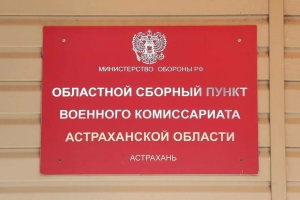 МИНИСТЕРСТВО ОБОРОНЫ РФ
ОБЛАСТНОЙ СБОРНЫЙ ПУНКТ
ВОЕННОГО КОМИССАРИАТА
АСТРАХАНСКОЙ ОБЛАСТИ
АСТРАХАНЬ